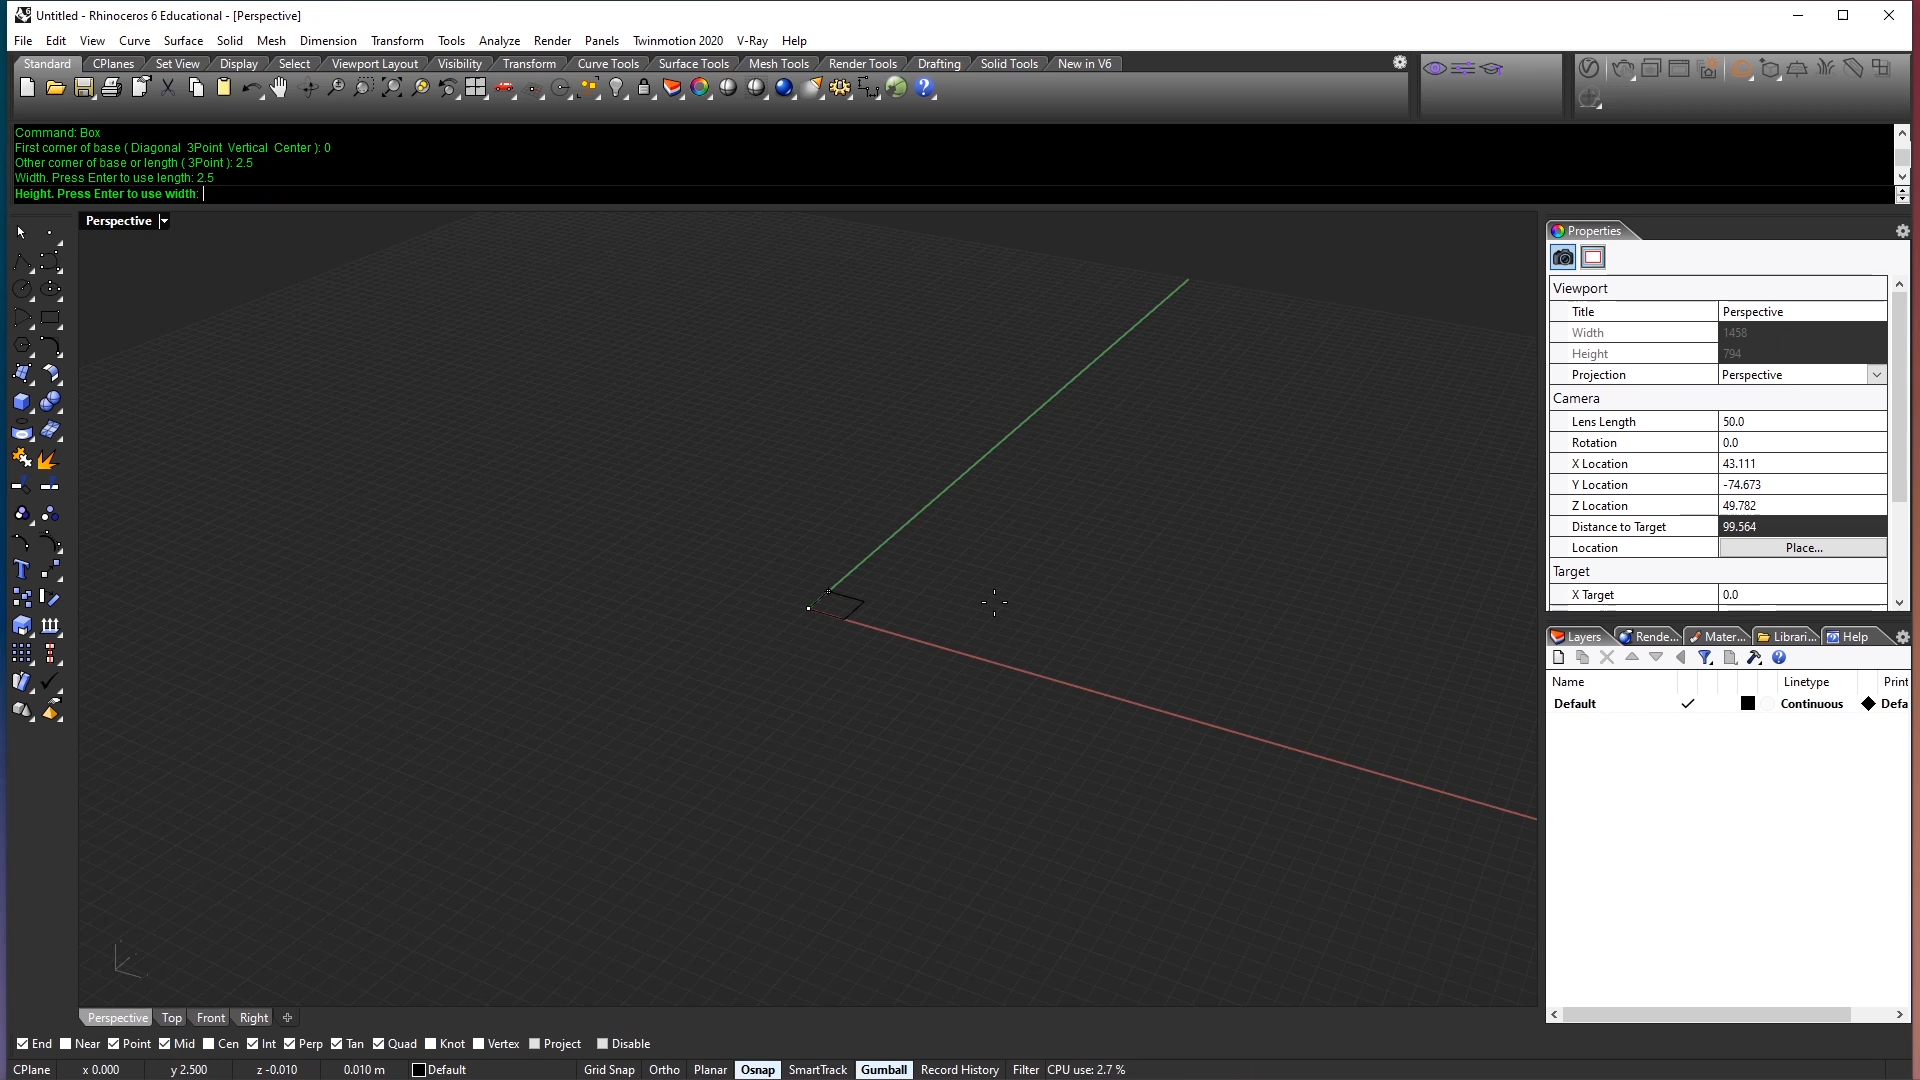 Untitled - Rhinoceros 6 Educational - [Perspective]
File Edit View Curve Surface Solid Mesh Dimension Transform Tools Analyze Render Panels Twinmotion 2020 V-Ray Help
Standard CPlanes Set View Display Select Viewport Layout Visibility Transform Curve Tools Surface Tools Mesh Tools Render Tools Drafting Solid Tools New in V6
Command: Box
First corner of base ( Diagonal 3Point Vertical Center ): 0
Other corner of base or length ( 3Point ): 2.5
Width. Press Enter to use length: 2.5
Height. Press Enter to use width:
Perspective
Properties
Viewport
Title Perspective
Width 1458
Height 794
Projection Perspective
Camera
Lens Length 50.0
Rotation 0.0
X Location 43.111
Y Location -74.673
Z Location 49.782
Distance to Target 99.564
Location Place...
Target
X Target 0.0
Layers Rende... Mater... Librari... Help
Name Linetype Print
Default Continuous Defa
Perspective Top Front Right
End Near Point Mid Cen Int Perp Tan Quad Knot Vertex Project Disable
CPlane x 0.000 y 2.500 z -0.010 0.010 m Default Grid Snap Ortho Planar Osnap SmartTrack Gumball Record History Filter CPU use: 2.7 %